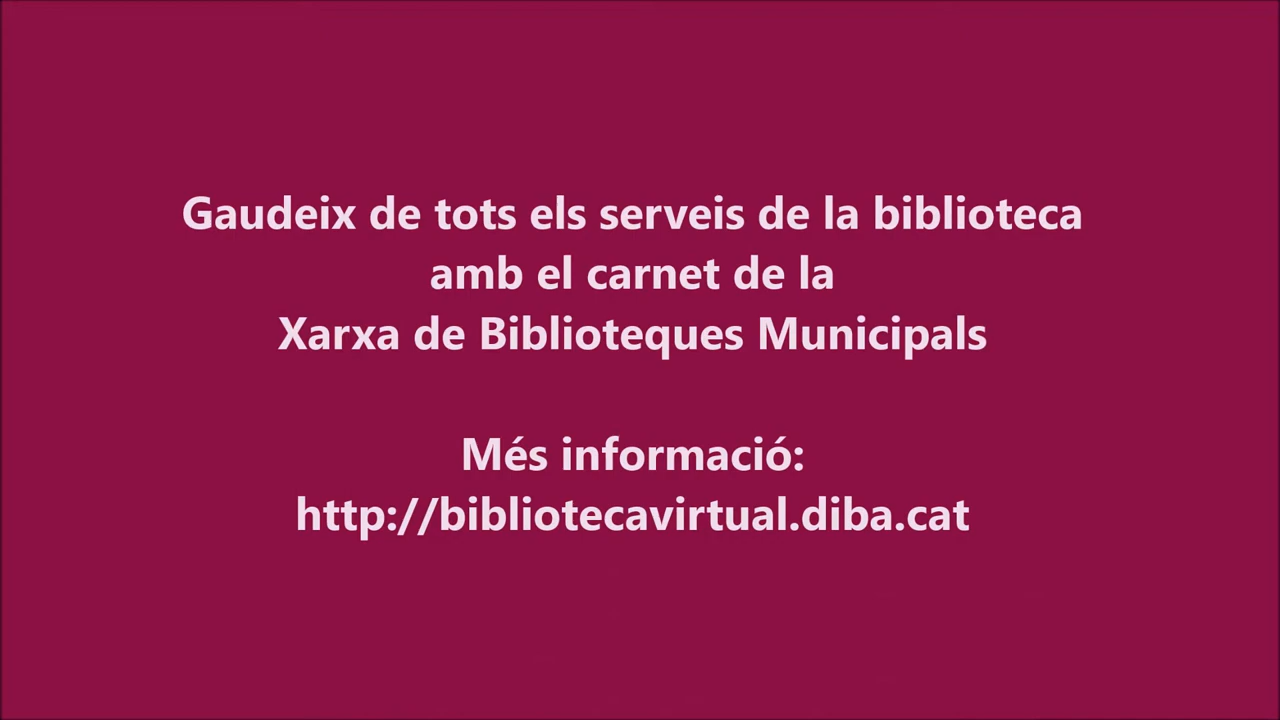 Gaudeix de tots els serveis de la biblioteca
amb el carnet de la
Xarxa de Biblioteques Municipals
Més informació:
http://bibliotecavirtual.diba.cat